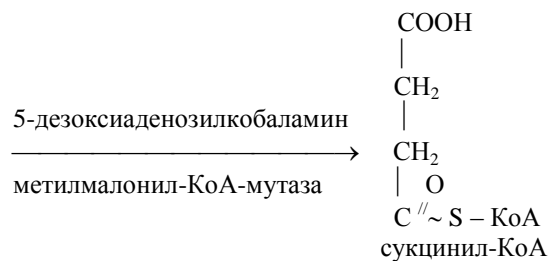 COOH
|
CH₂
5-дезоксиаденозилкобаламин
|
CH₂
метилмалонил-КоА-мутаза
| O
C // ~ S – КоА
сукцинил-КоА